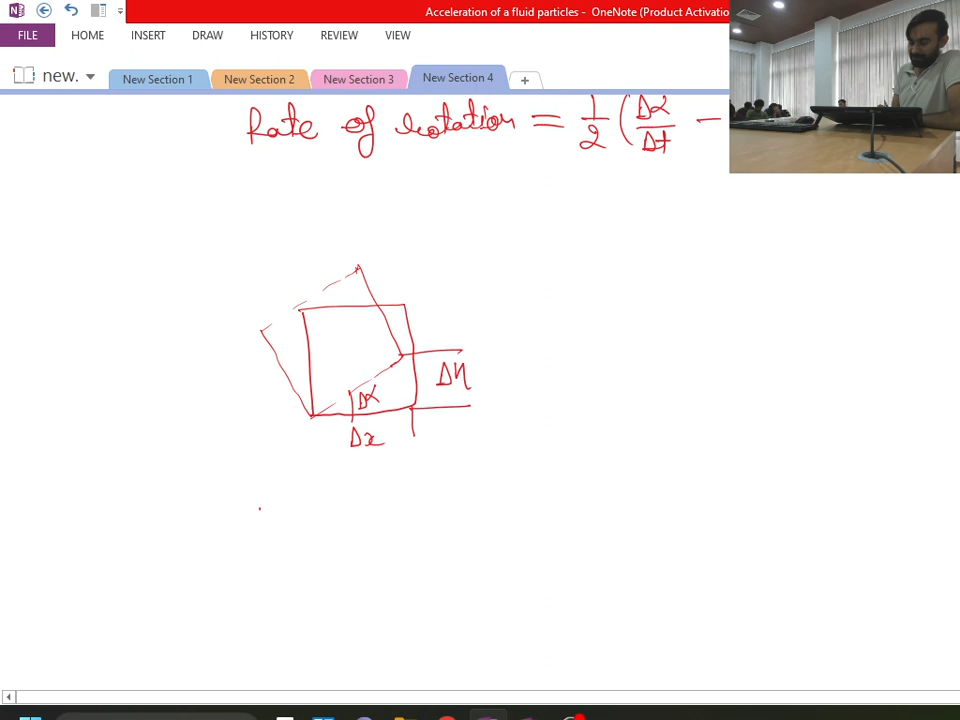 Acceleration of a fluid particles - OneNote (Product Activatio
FILE HOME INSERT DRAW HISTORY REVIEW VIEW
new. New Section 1 New Section 2 New Section 3 New Section 4
Rate of rotation = 1/2 (Δα/Δt -
Δη
Δα
Δx